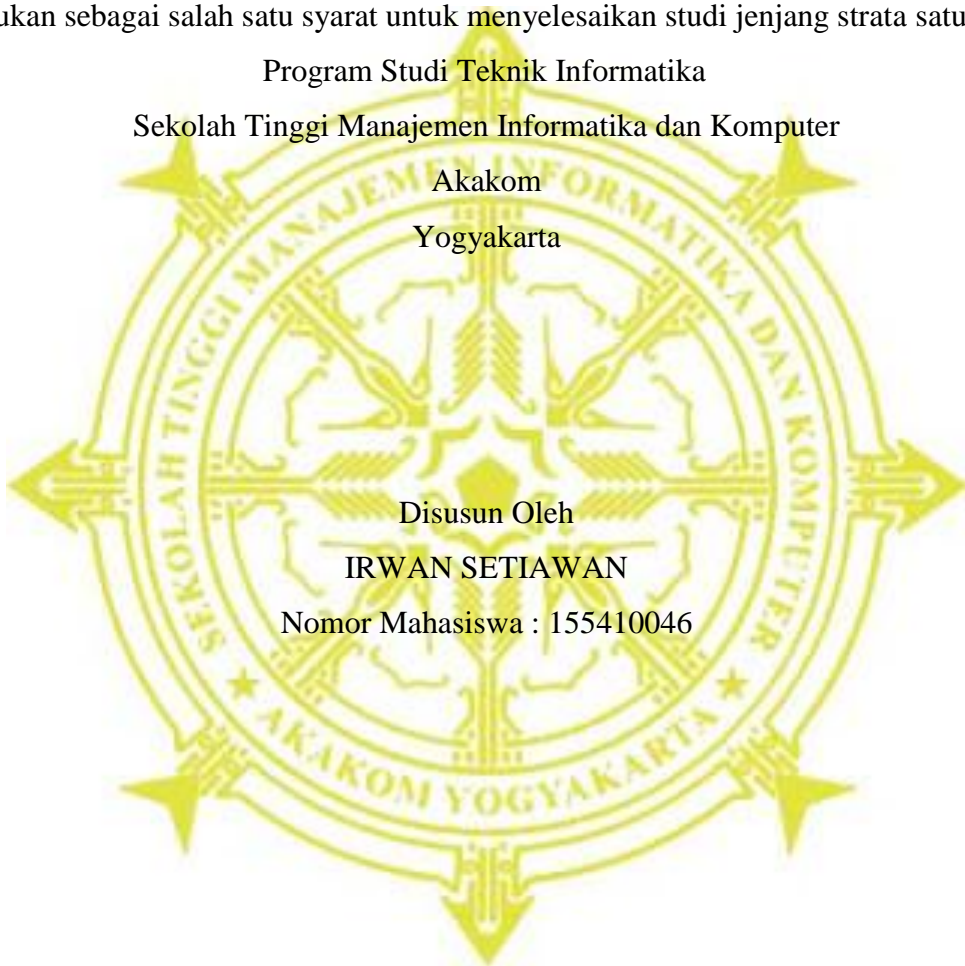 ukan sebagai salah satu syarat untuk menyelesaikan studi jenjang strata satu
Program Studi Teknik Informatika
Sekolah Tinggi Manajemen Informatika dan Komputer
Akakom
Yogyakarta
SEKOLAH TINGGI MANAJEMEN INFORMATIKA DAN KOMPUTER
Disusun Oleh
IRWAN SETIAWAN
Nomor Mahasiswa : 155410046
★ AKAKOM YOGYAKARTA ★